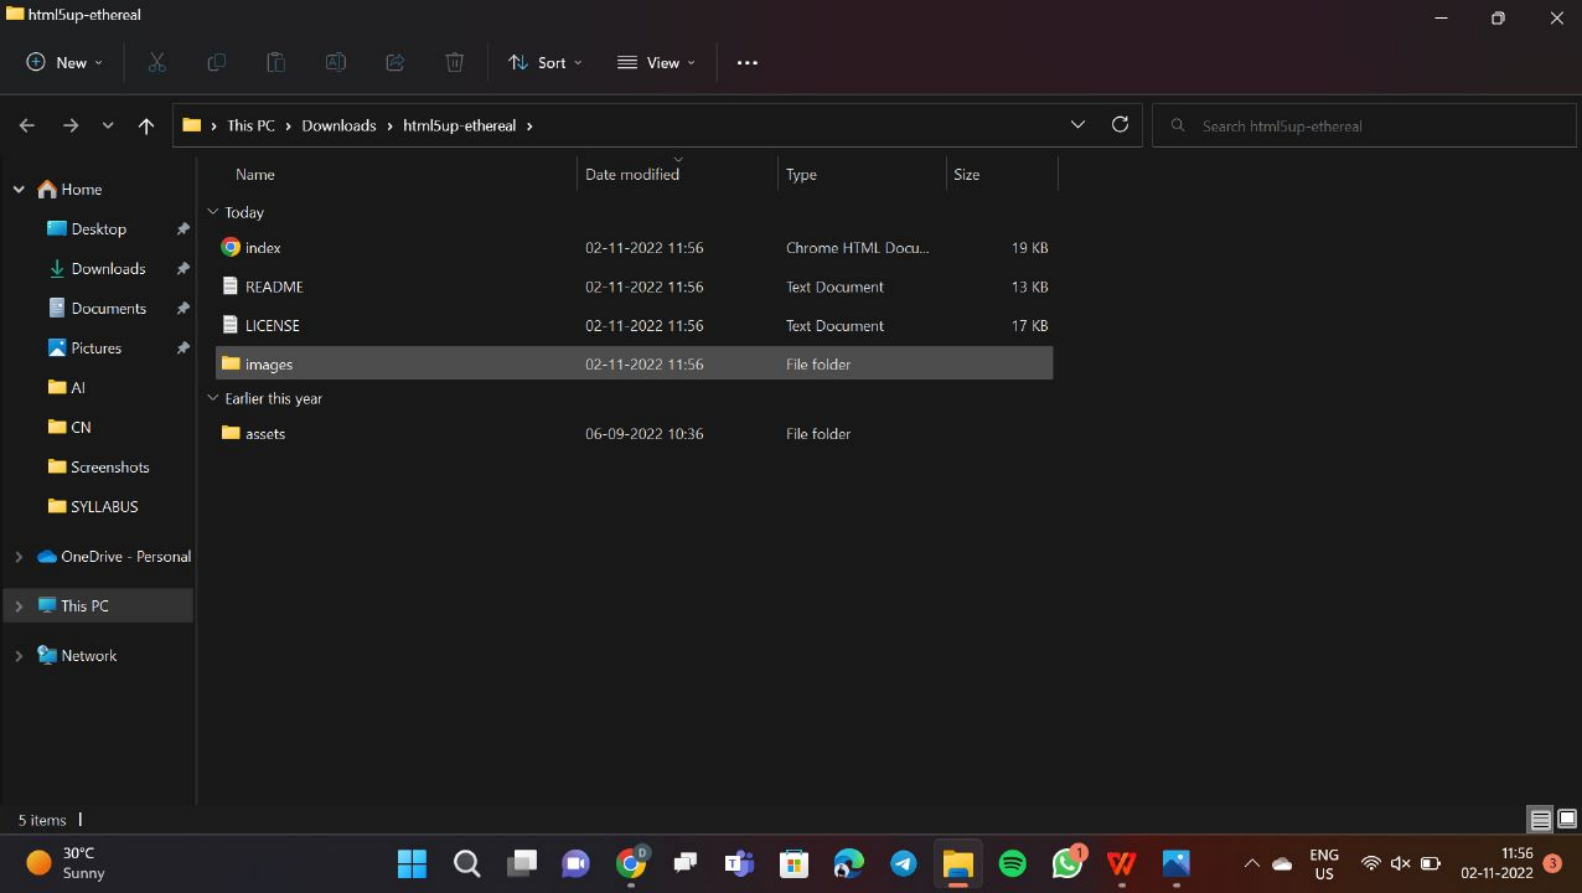 html5up-ethereal
New
Sort
View
This PC > Downloads > html5up-ethereal >
Search html5up-ethereal
Name Date modified Type Size
Home
Desktop
Downloads
Documents
Pictures
AI
CN
Screenshots
SYLLABUS
OneDrive - Personal
This PC
Network
Today
index 02-11-2022 11:56 Chrome HTML Docu... 19 KB
README 02-11-2022 11:56 Text Document 13 KB
LICENSE 02-11-2022 11:56 Text Document 17 KB
images 02-11-2022 11:56 File folder
Earlier this year
assets 06-09-2022 10:36 File folder
5 items
30°C
Sunny
D
T
1
W
ENG
US
11:56
02-11-2022
3